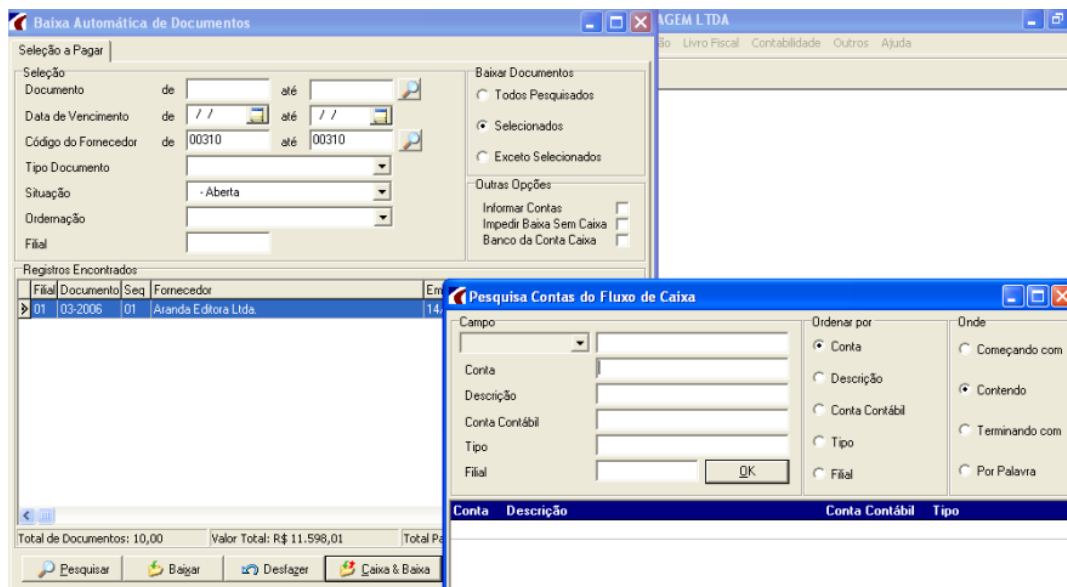 Baixa Automática de Documentos
AGEM LTDA
Livro Fiscal Contabilidade Outros Ajuda
Seleção a Pagar
Seleção
Documento de até
Data de Vencimento de / / até / /
Código do Fornecedor de 00310 até 00310
Tipo Documento
Situação - Aberta
Ordernação
Filial
Baixar Documentos
Todos Pesquisados
Selecionados
Exceto Selecionados
Outras Opções
Informar Contas
Impedir Baixa Sem Caixa
Banco da Conta Caixa
Registros Encontrados
Filial Documento Seq Fornecedor Em
01 03-2006 01 Aranda Editora Ltda. 14/
Total de Documentos: 10,00 Valor Total: R$ 11.598,01 Total Pa
Pesquisar Baixar Desfazer Caixa & Baixa
Pesquisa Contas do Fluxo de Caixa
Campo
Conta
Descrição
Conta Contábil
Tipo
Filial OK
Ordenar por
Conta
Descrição
Conta Contábil
Tipo
Filial
Onde
Começando com
Contendo
Terminando com
Por Palavra
Conta Descrição Conta Contábil Tipo